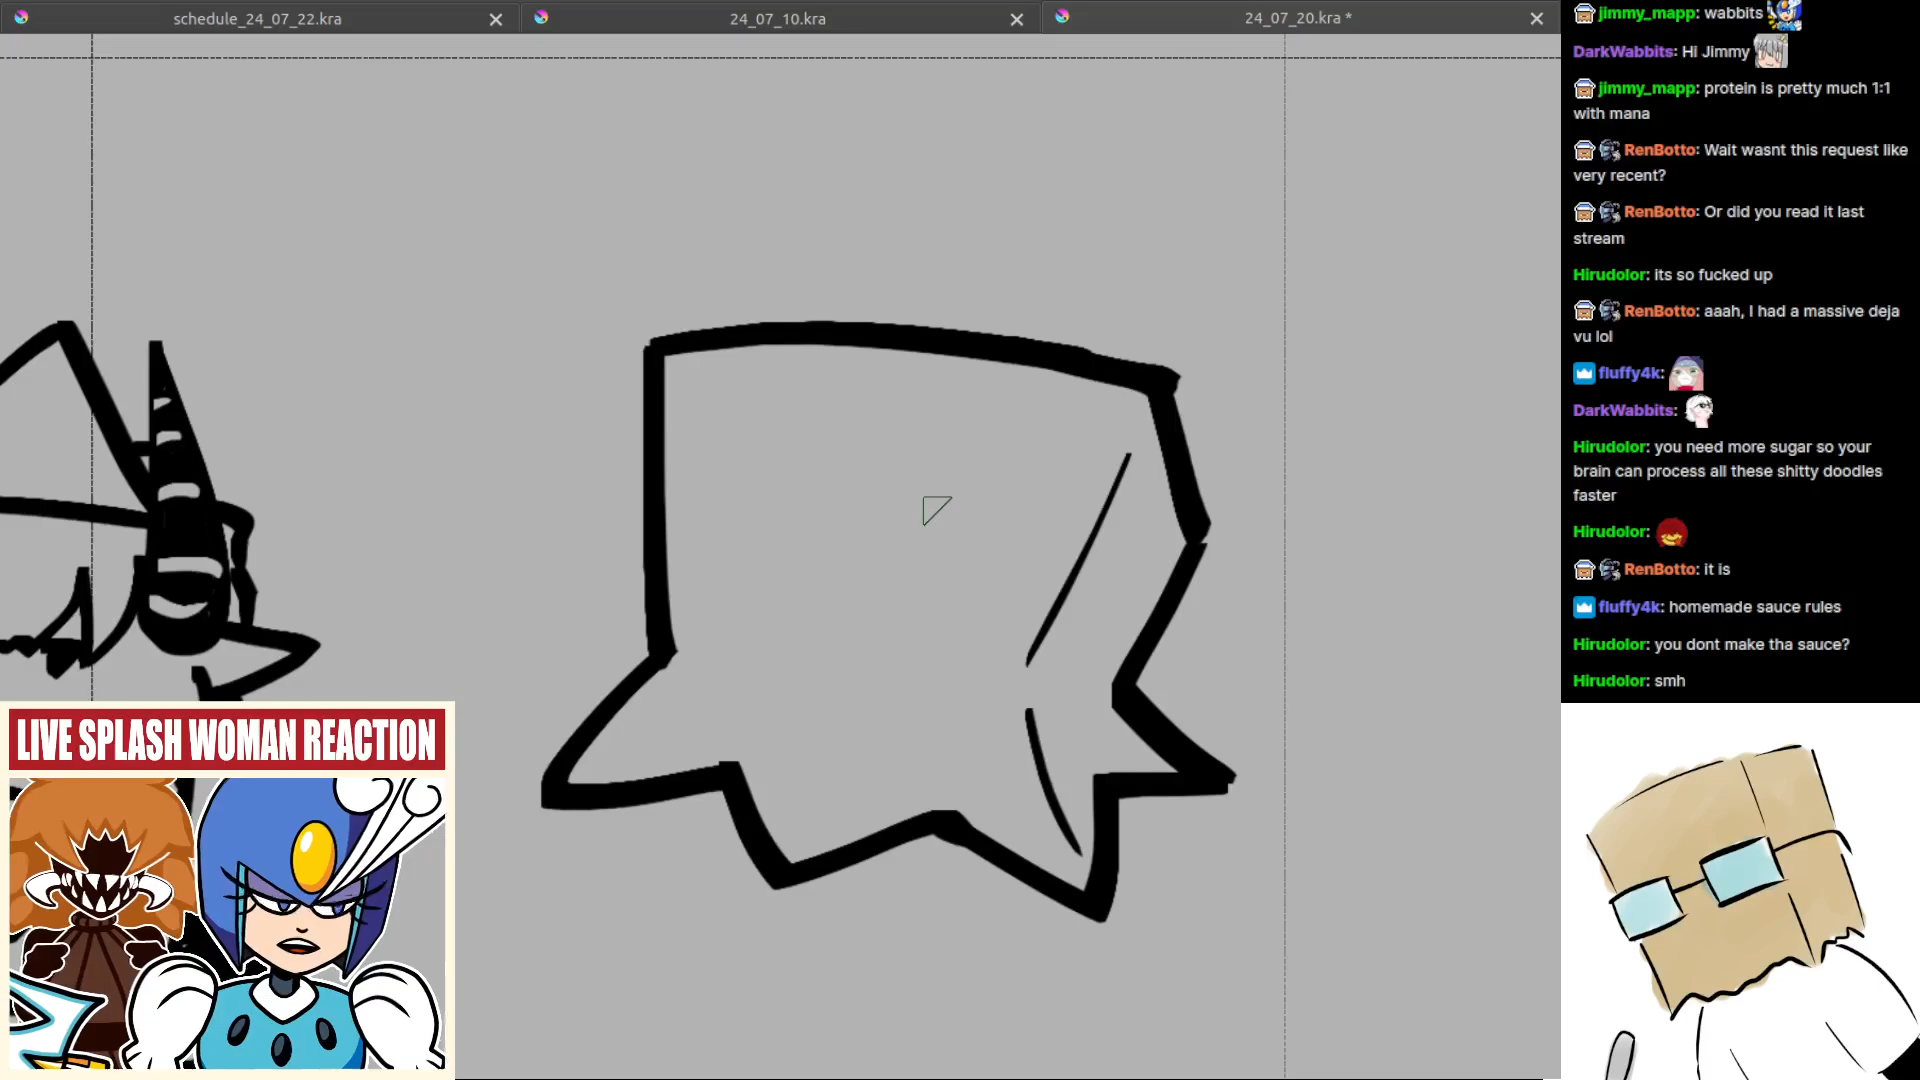 schedule_24_07_22.kra
24_07_10.kra
24_07_20.kra *
jimmy_mapp: wabbits
DarkWabbits: Hi Jimmy
jimmy_mapp: protein is pretty much 1:1
with mana
RenBotto: Wait wasnt this request like
very recent?
RenBotto: Or did you read it last
stream
Hirudolor: its so fucked up
RenBotto: aaah, I had a massive deja
vu lol
fluffy4k:
DarkWabbits:
Hirudolor: you need more sugar so your
brain can process all these shitty doodles
faster
Hirudolor:
RenBotto: it is
fluffy4k: homemade sauce rules
Hirudolor: you dont make tha sauce?
Hirudolor: smh
LIVE SPLASH WOMAN REACTION